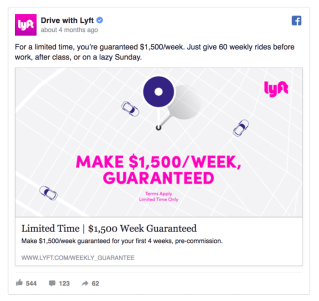 Drive with Lyft
about 4 months ago
For a limited time, you're guaranteed $1,500/week. Just give 60 weekly rides before
work, after class, or on a lazy Sunday.
lyft
lyft
MAKE $1,500/WEEK,
GUARANTEED
Terms Apply
Limited Time Only
Limited Time | $1,500 Week Guaranteed
Make $1,500/week guaranteed for your first 4 weeks, pre-commission.
WWW.LYFT.COM/WEEKLY_GUARANTEE
544 123 62